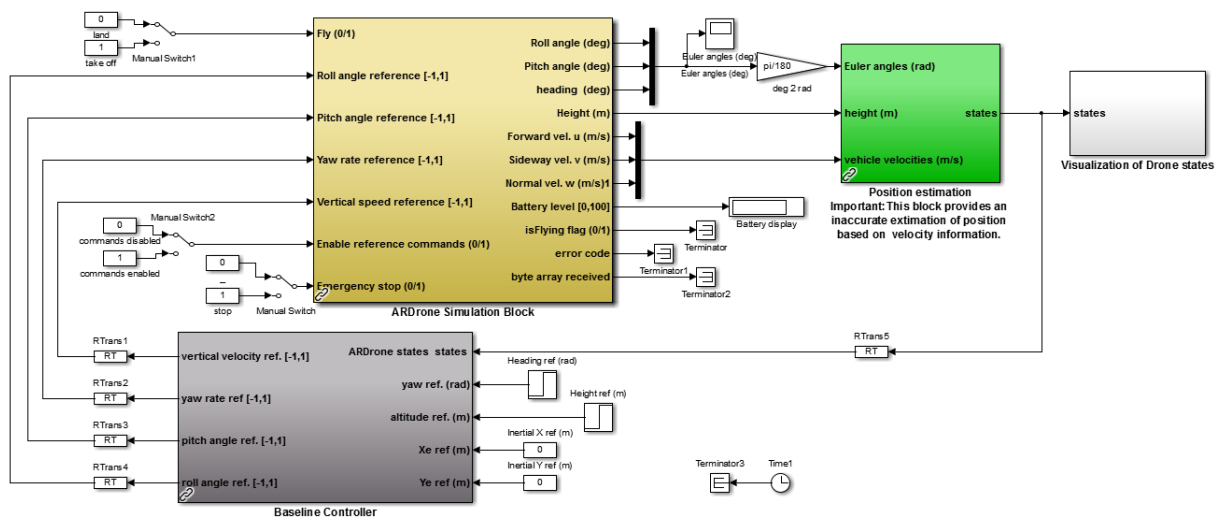 0
land
1
take off
Manual Switch1
Fly (0/1)
Roll angle reference [-1,1]
Pitch angle reference [-1,1]
Yaw rate reference [-1,1]
Vertical speed reference [-1,1]
Enable reference commands (0/1)
Emergency stop (0/1)
Roll angle (deg)
Pitch angle (deg)
heading (deg)
Height (m)
Forward vel. u (m/s)
Sideway vel. v (m/s)
Normal vel. w (m/s)1
Battery level [0,100]
isFlying flag (0/1)
error code
byte array received
ARDrone Simulation Block
Manual Switch2
0
commands disabled
1
commands enabled
0
_
1
stop
Manual Switch
Euler angles (deg)
Euler angles (deg)
pi/180
deg 2 rad
Euler angles (rad)
height (m)
vehicle velocities (m/s)
states
Position estimation
Important: This block provides an
inaccurate extimation of position
based on velocity information.
states
Visualization of Drone states
Battery display
Terminator
Terminator1
Terminator2
RTrans1
RT
RTrans2
RT
RTrans3
RT
RTrans4
RT
vertical velocity ref. [-1,1]
yaw rate ref [-1,1]
pitch angle ref. [-1,1]
roll angle ref. [-1,1]
ARDrone states states
yaw ref. (rad)
altitude ref. (m)
Xe ref (m)
Ye ref (m)
Baseline Controller
Heading ref (rad)
Height ref (m)
Inertial X ref (m)
0
Inertial Y ref (m)
0
RTrans5
RT
Terminator3
Time1